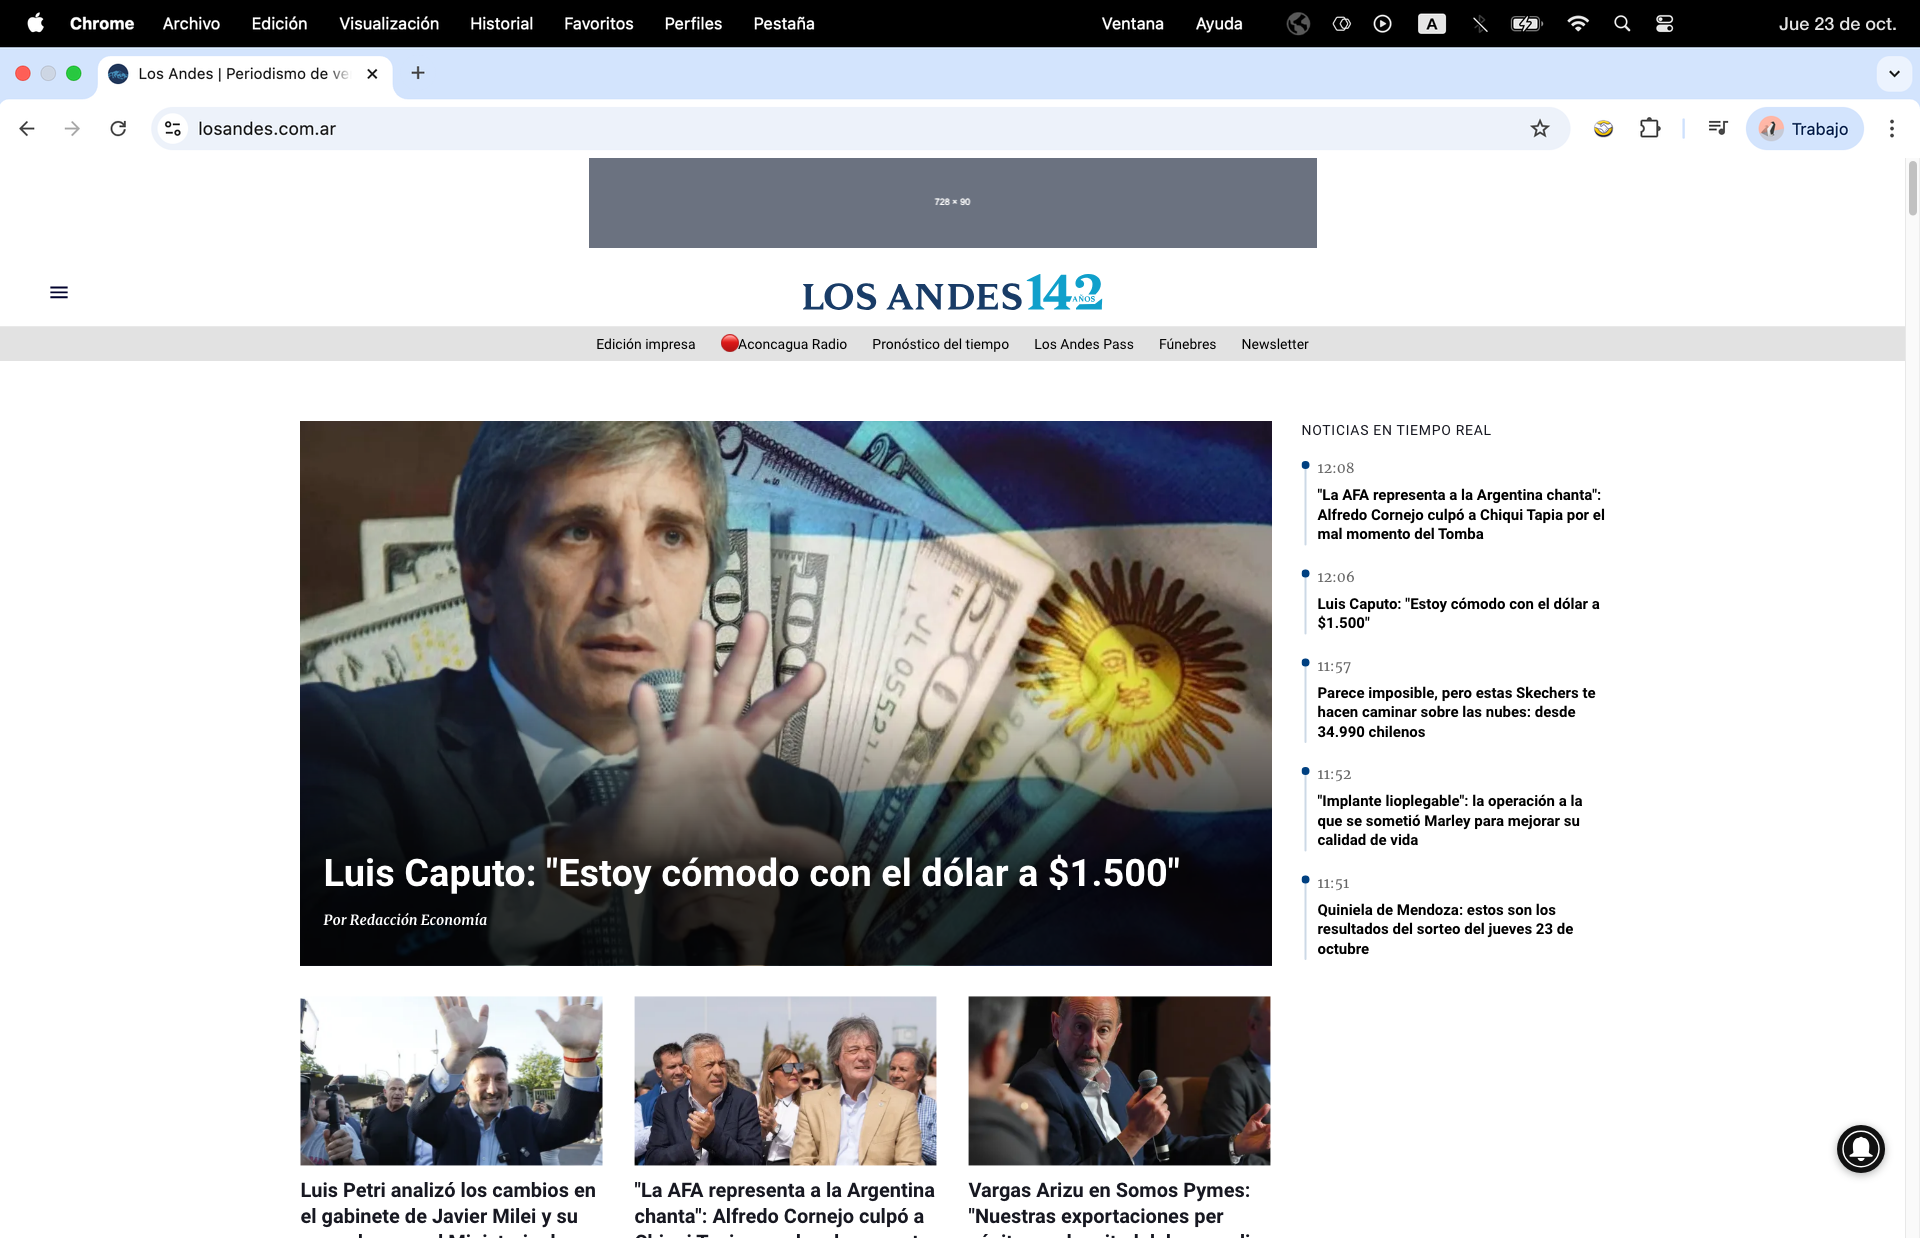 Chrome Archivo Edición Visualización Historial Favoritos Perfiles Pestaña Ventana Ayuda A Jue 23 de oct.
Los Andes | Periodismo de ve
losandes.com.ar
Trabajo
728 × 90
LOS ANDES 142 AÑOS
Edición impresa Aconcagua Radio Pronóstico del tiempo Los Andes Pass Fúnebres Newsletter
Luis Caputo: "Estoy cómodo con el dólar a $1.500"
Por Redacción Economía
NOTICIAS EN TIEMPO REAL
12:08
"La AFA representa a la Argentina chanta":
Alfredo Cornejo culpó a Chiqui Tapia por el
mal momento del Tomba
12:06
Luis Caputo: "Estoy cómodo con el dólar a
$1.500"
11:57
Parece imposible, pero estas Skechers te
hacen caminar sobre las nubes: desde
34.990 chilenos
11:52
"Implante lioplegable": la operación a la
que se sometió Marley para mejorar su
calidad de vida
11:51
Quiniela de Mendoza: estos son los
resultados del sorteo del jueves 23 de
octubre
Luis Petri analizó los cambios en
el gabinete de Javier Milei y su
"La AFA representa a la Argentina
chanta": Alfredo Cornejo culpó a
Vargas Arizu en Somos Pymes:
"Nuestras exportaciones per